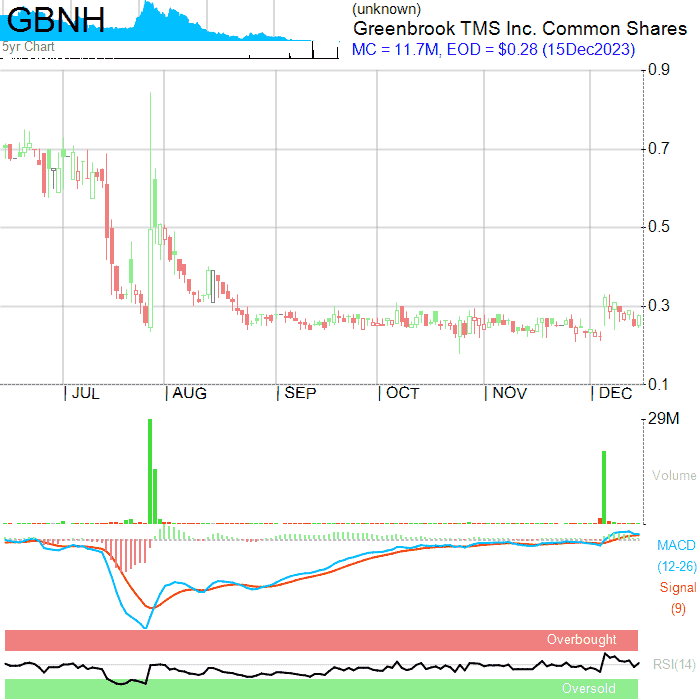 GBNH
5yr Chart
(unknown)
Greenbrook TMS Inc. Common Shares
MC = 11.7M, EOD = $0.28 (15Dec2023)
0.9
0.7
0.5
0.3
0.1
JUL AUG SEP OCT NOV DEC
29M
Volume
MACD
(12-26)
Signal
(9)
Overbought
RSI(14)
Oversold